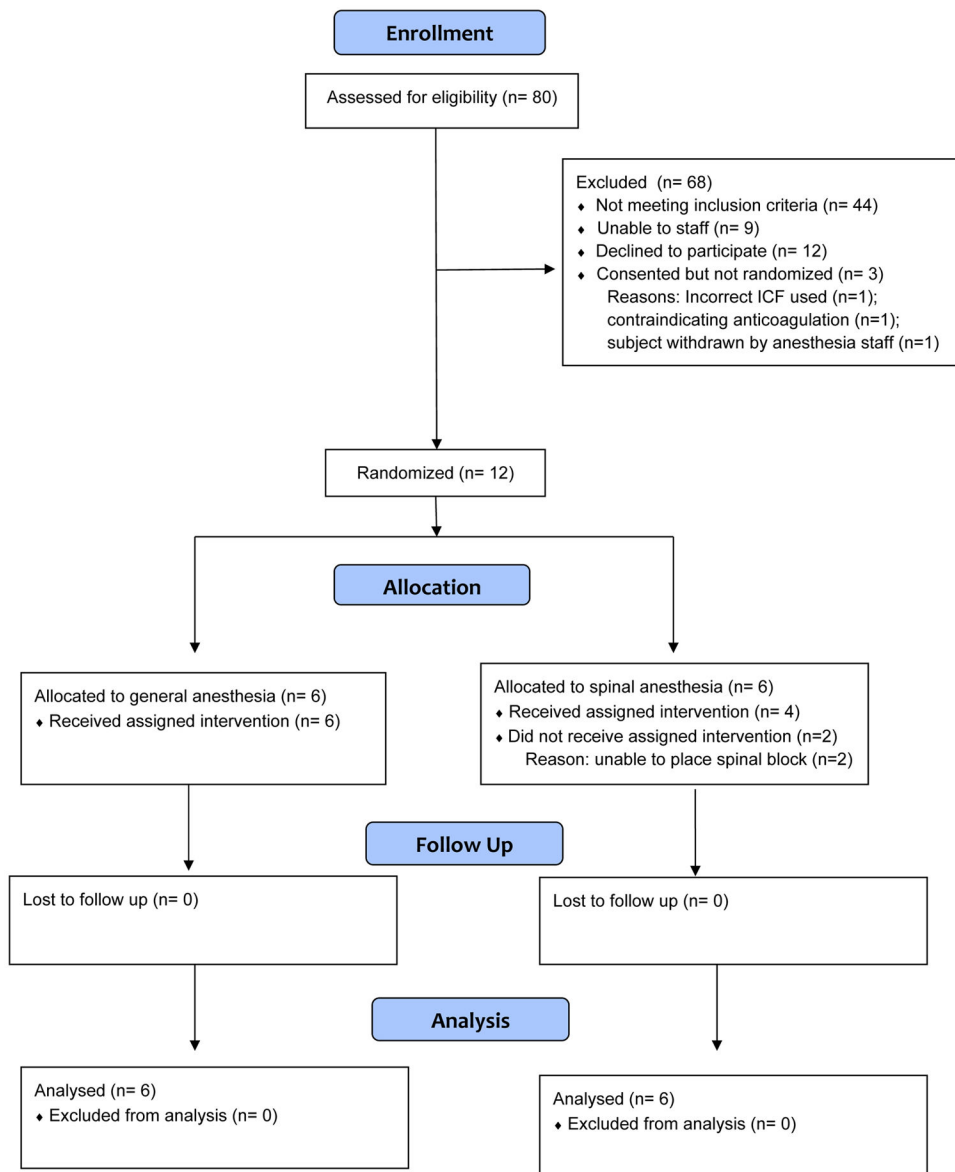 Enrollment
Assessed for eligibility (n= 80)
Excluded (n= 68)
♦ Not meeting inclusion criteria (n= 44)
♦ Unable to staff (n= 9)
♦ Declined to participate (n= 12)
♦ Consented but not randomized (n= 3)
Reasons: Incorrect ICF used (n=1);
contraindicating anticoagulation (n=1);
subject withdrawn by anesthesia staff (n=1)
Randomized (n= 12)
Allocation
Allocated to general anesthesia (n= 6)
♦ Received assigned intervention (n= 6)
Allocated to spinal anesthesia (n= 6)
♦ Received assigned intervention (n= 4)
♦ Did not receive assigned intervention (n=2)
Reason: unable to place spinal block (n=2)
Follow Up
Lost to follow up (n= 0)
Lost to follow up (n= 0)
Analysis
Analysed (n= 6)
♦ Excluded from analysis (n= 0)
Analysed (n= 6)
♦ Excluded from analysis (n= 0)